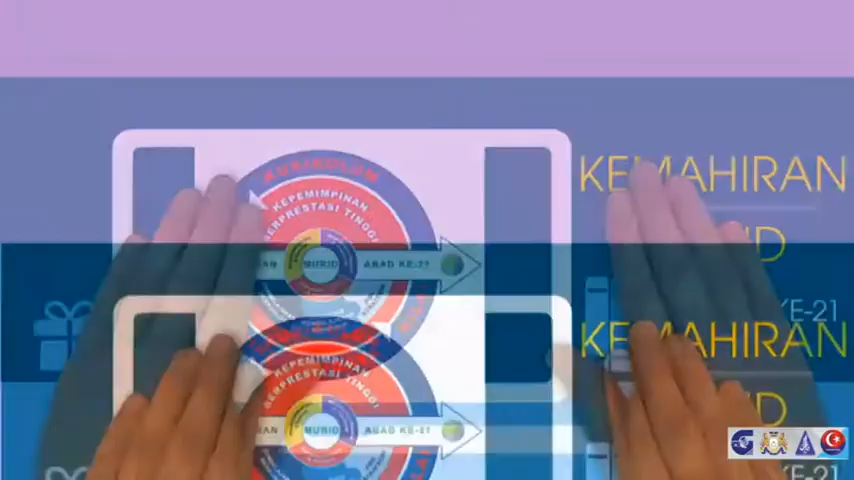 KURIKULUM
KEPEMIMPINAN
BERPRESTASI TINGGI
MURID
ABAD KE-21
KEMAHIRAN
KE-21
KEPEMIMPINAN
BERPRESTASI TINGGI
MURID
ABAD KE-21
KEMAHIRAN
KE-21